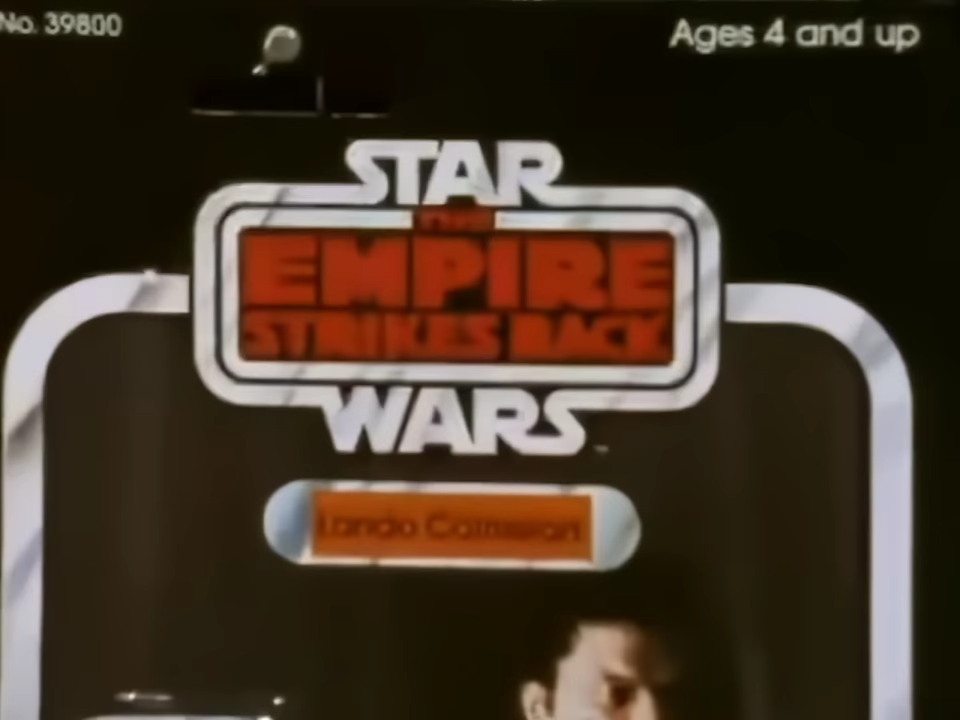 No. 39800
Ages 4 and up
STAR
THE
EMPIRE
STRIKES BACK
WARS
Lando Calrissian